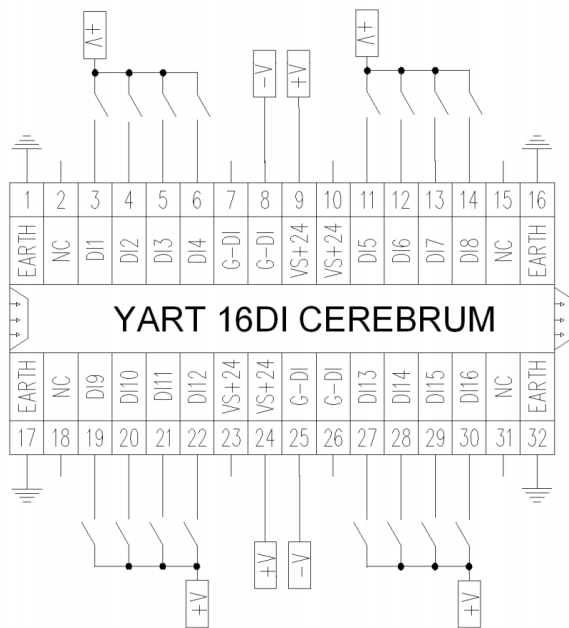 +V +V
-V +V
1 2 3 4 5 6 7 8 9 10 11 12 13 14 15 16
EARTH NC DI1 DI2 DI3 DI4 G-DI G-DI VS+24 VS+24 DI5 DI6 DI7 DI8 NC EARTH
YART 16DI CEREBRUM
EARTH NC DI9 DI10 DI11 DI12 VS+24 VS+24 G-DI G-DI DI13 DI14 DI15 DI16 NC EARTH
17 18 19 20 21 22 23 24 25 26 27 28 29 30 31 32
+V -V
+V +V